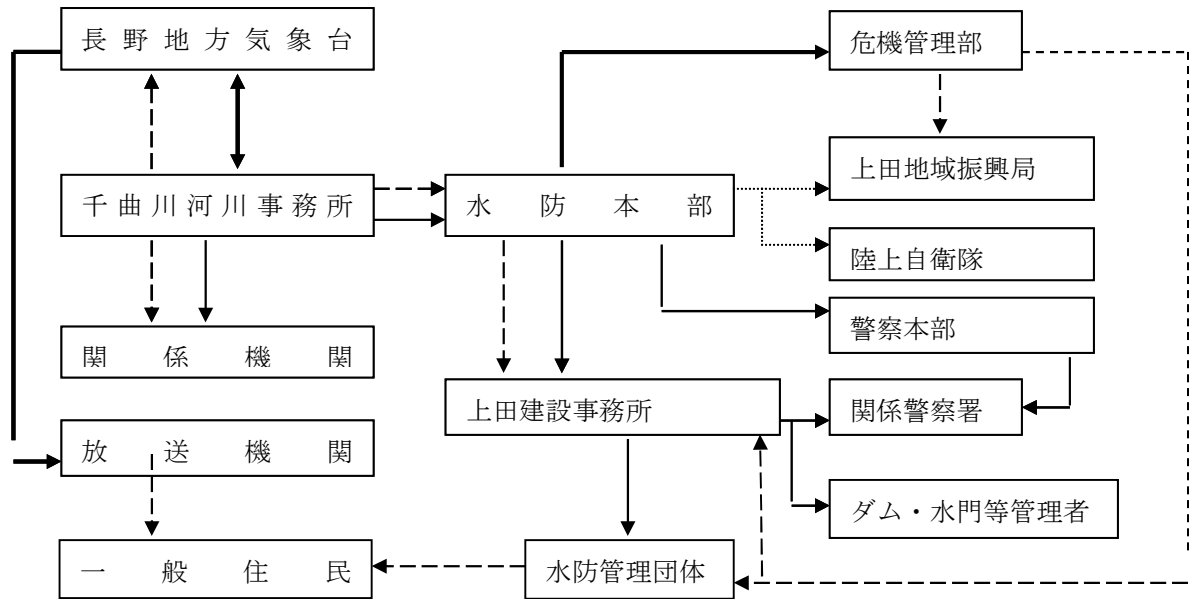 長野地方気象台
危機管理部
上田地域振興局
千曲川河川事務所
水防本部
陸上自衛隊
警察本部
関係機関
上田建設事務所
関係警察署
放送機関
ダム・水門等管理者
一般住民
水防管理団体